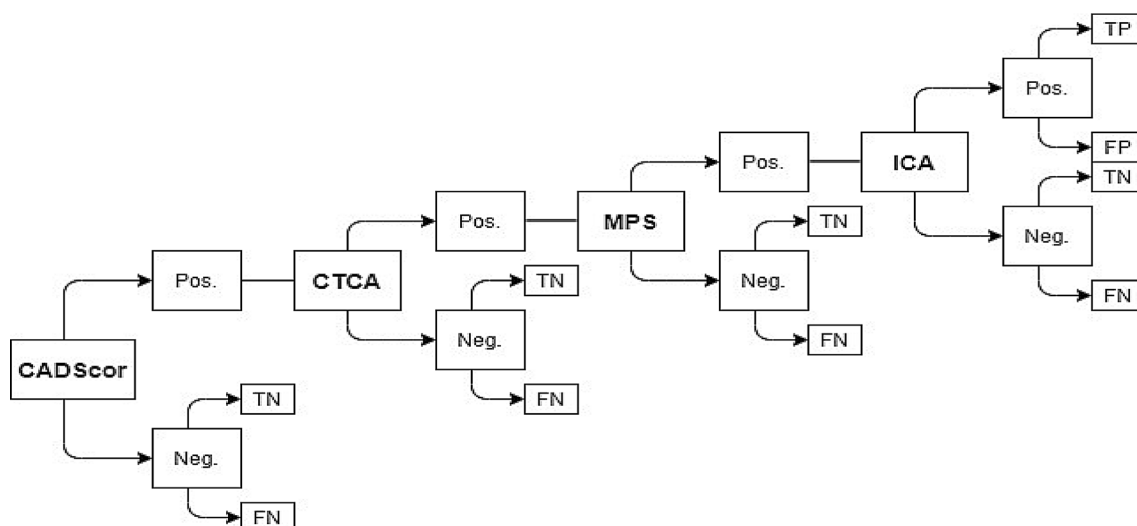 TP
Pos.
FP
Pos.
ICA
TN
Pos.
MPS
TN
Neg.
Pos.
CTCA
TN
Neg.
FN
CADScor
Neg.
FN
TN
FN
Neg.
FN